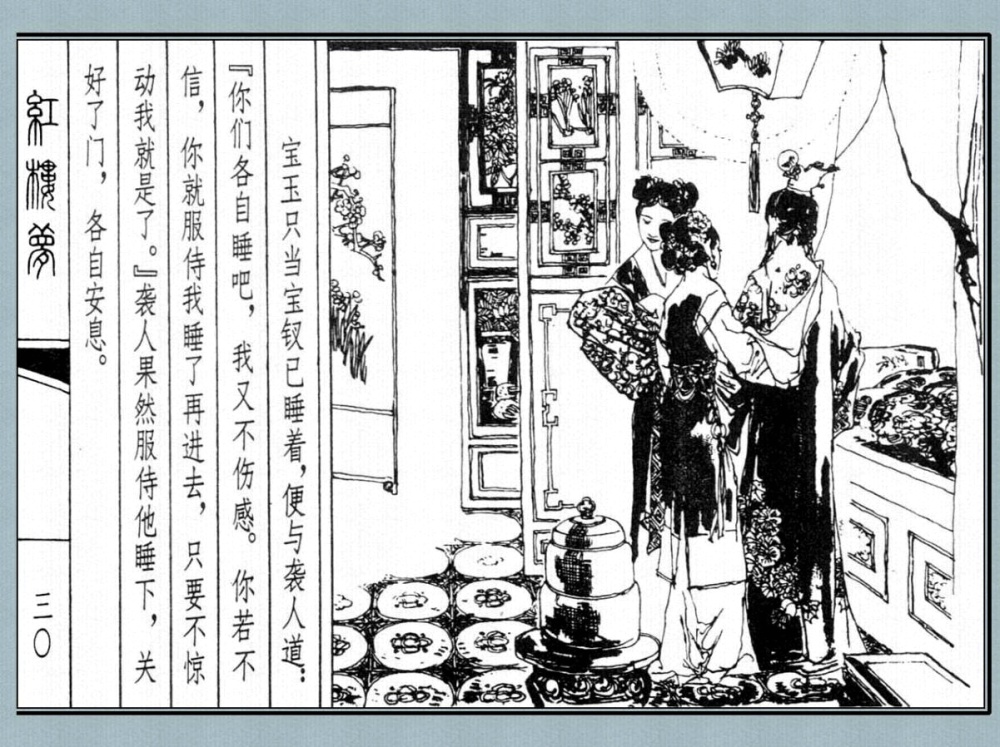 宝玉只当宝钗已睡着，便与袭人道：
『你们各自睡吧，我又不伤感。你若不
信，你就服侍我睡了再进去，只要不惊
动我就是了。』袭人果然服侍他睡下，关
好了门，各自安息。
红楼梦
三〇